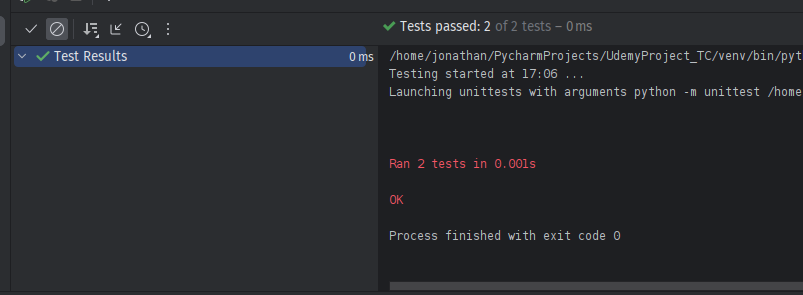 Tests passed: 2 of 2 tests – 0 ms
Test Results 0 ms
/home/jonathan/PycharmProjects/UdemyProject_TC/venv/bin/pyt
Testing started at 17:06 ...
Launching unittests with arguments python -m unittest /home
Ran 2 tests in 0.001s
OK
Process finished with exit code 0